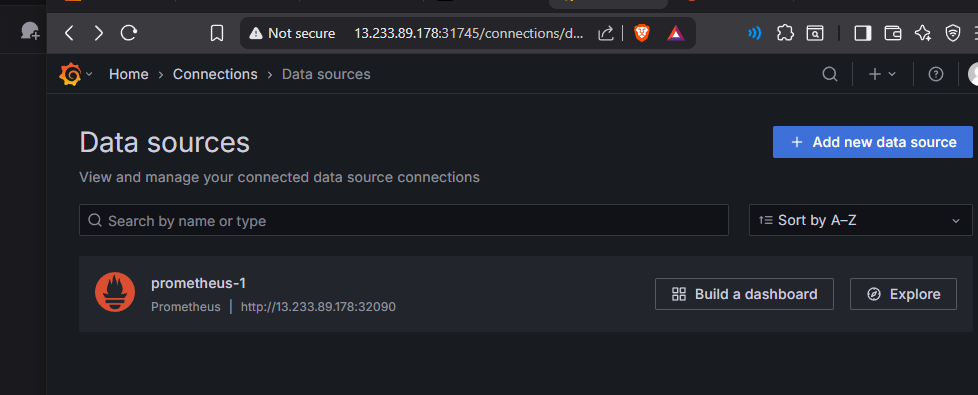 Not secure 13.233.89.178:31745/connections/d...
Home › Connections › Data sources
Data sources
Add new data source
View and manage your connected data source connections
Search by name or type
Sort by A–Z
prometheus-1
Build a dashboard
Explore
Prometheus | http://13.233.89.178:32090